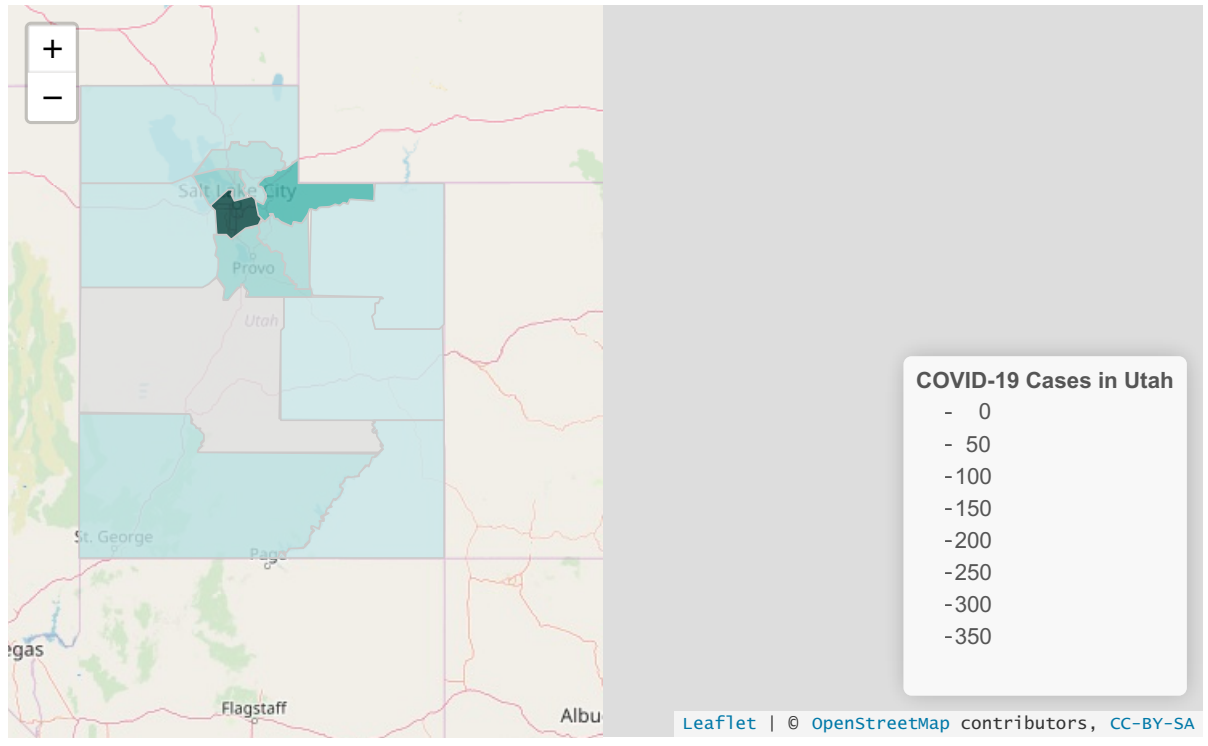 +
−
Salt Lake City
Provo
Utah
St. George
Page
egas
Flagstaff
Albu
COVID-19 Cases in Utah
- 0
- 50
-100
-150
-200
-250
-300
-350
Leaflet | © OpenStreetMap contributors, CC-BY-SA